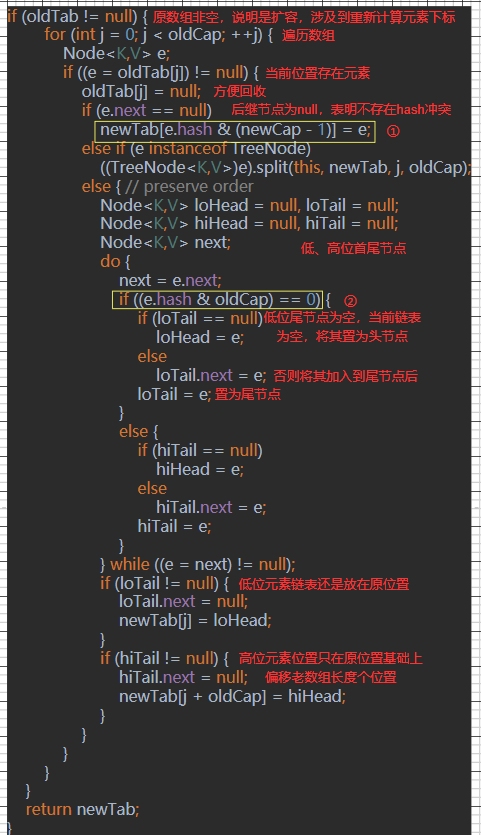 if (oldTab != null) { 原数组非空，说明是扩容，涉及到重新计算元素下标
for (int j = 0; j < oldCap; ++j) { 遍历数组
Node<K,V> e;
if ((e = oldTab[j]) != null) { 当前位置存在元素
oldTab[j] = null; 方便回收
if (e.next == null) 后继节点为null，表明不存在hash冲突
newTab[e.hash & (newCap - 1)] = e; ①
else if (e instanceof TreeNode)
((TreeNode<K,V>)e).split(this, newTab, j, oldCap);
else { // preserve order
Node<K,V> loHead = null, loTail = null;
Node<K,V> hiHead = null, hiTail = null;
Node<K,V> next; 低、高位首尾节点
do {
next = e.next;
if ((e.hash & oldCap) == 0) { ②
if (loTail == null) 低位尾节点为空，当前链表
loHead = e; 为空，将其置为头节点
else
loTail.next = e; 否则将其加入到尾节点后
loTail = e; 置为尾节点
}
else {
if (hiTail == null)
hiHead = e;
else
hiTail.next = e;
hiTail = e;
}
} while ((e = next) != null);
if (loTail != null) { 低位元素链表还是放在原位置
loTail.next = null;
newTab[j] = loHead;
}
if (hiTail != null) { 高位元素位置只在原位置基础上
hiTail.next = null; 偏移老数组长度个位置
newTab[j + oldCap] = hiHead;
}
}
}
}
}
return newTab;
}